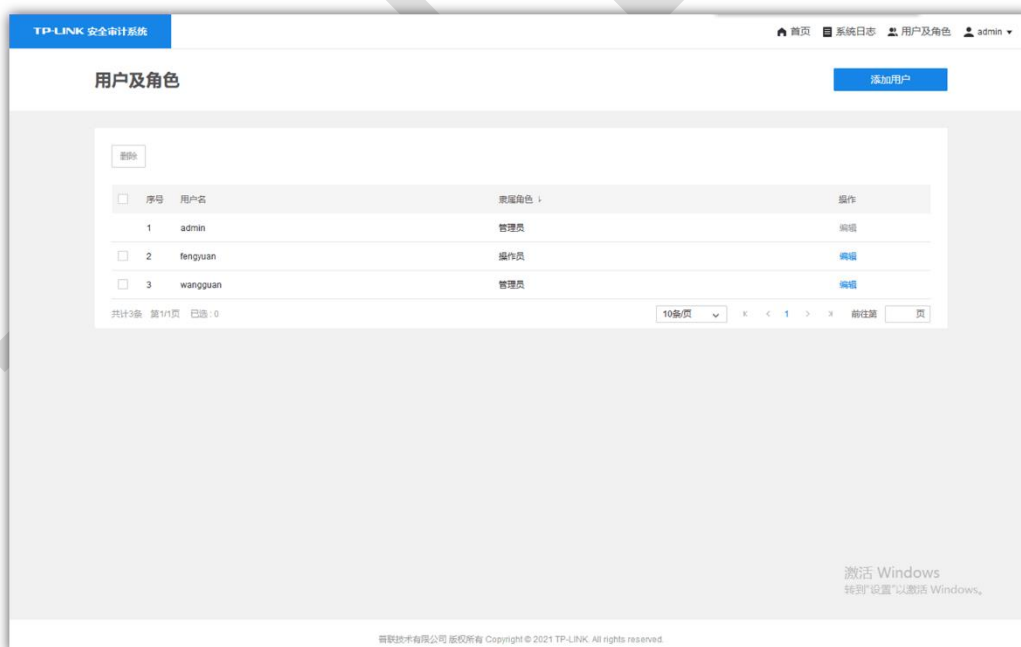 TP-LINK 安全审计系统 首页 系统日志 用户及角色 admin
用户及角色 添加用户
删除
序号 用户名 隶属角色 ↓ 操作
1 admin 管理员 编辑
2 fengyuan 操作员 编辑
3 wangguan 管理员 编辑
共计3条 第1/1页 已选 : 0 10条/页 K < 1 > 前往第 页
激活 Windows
转到"设置"以激活 Windows。
普联技术有限公司 版权所有 Copyright © 2021 TP-LINK. All rights reserved.